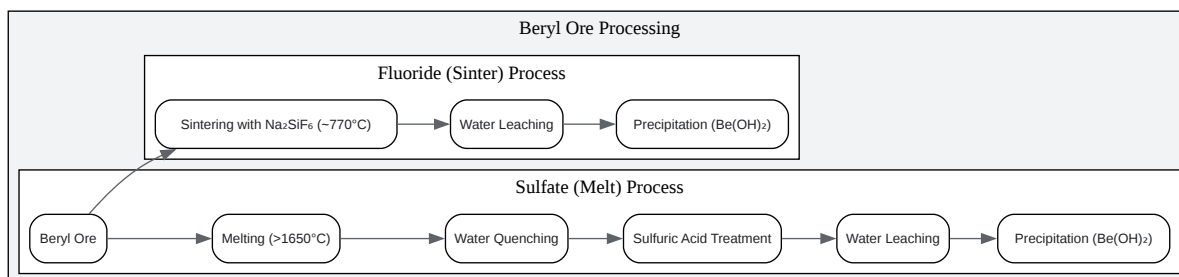 Beryl Ore Processing
Fluoride (Sinter) Process
Sintering with Na₂SiF₆ (~770°C)
Water Leaching
Precipitation (Be(OH)₂)
Sulfate (Melt) Process
Beryl Ore
Melting (>1650°C)
Water Quenching
Sulfuric Acid Treatment
Water Leaching
Precipitation (Be(OH)₂)